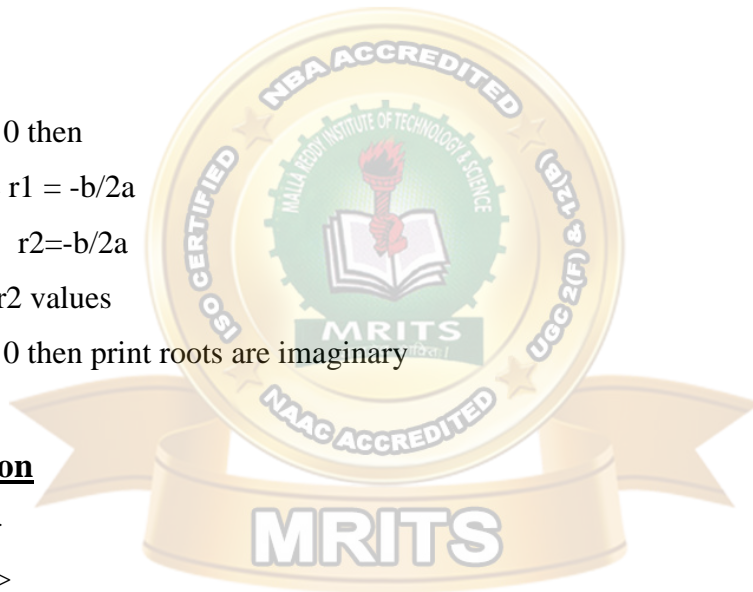 NBA ACCREDITED
MALLA REDDY INSTITUTE OF TECHNOLOGY & SCIENCE
ISO CERTIFIED
UGC 2(F) & 12(B)
0 then
r1 = -b/2a
r2=-b/2a
r2 values
MRITS
0 then print roots are imaginary
NAAC ACCREDITED
on
MRITS
>